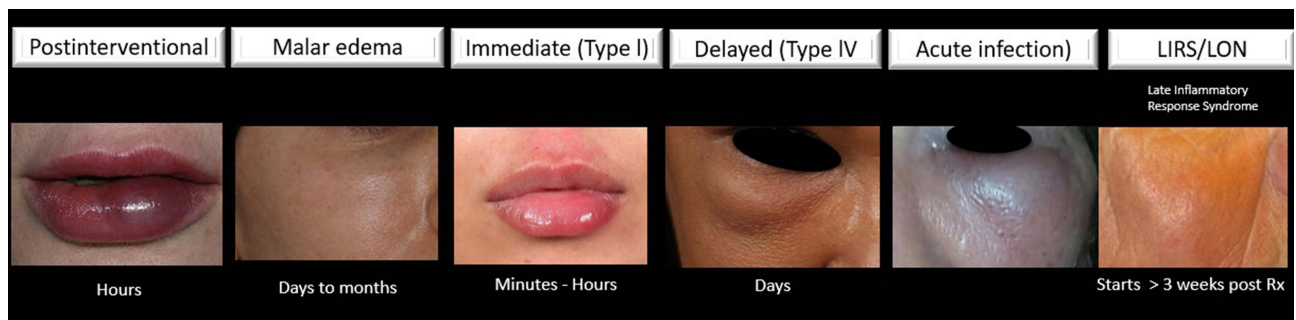 Postinterventional
Malar edema
Immediate (Type I)
Delayed (Type IV
Acute infection)
LIRS/LON
Late Inflammatory
Response Syndrome
Hours
Days to months
Minutes - Hours
Days
Starts > 3 weeks post Rx